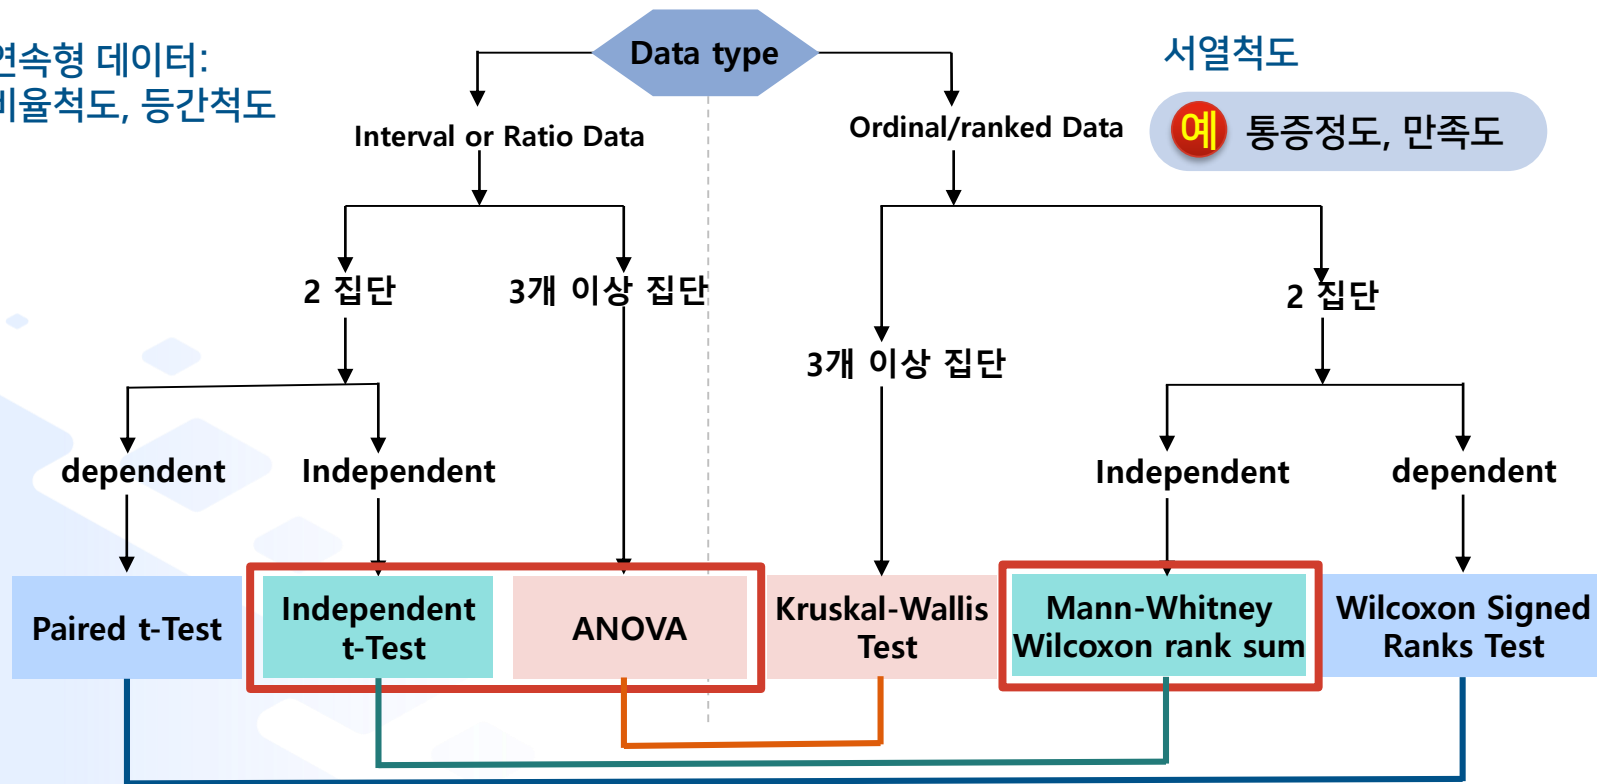 연속형 데이터:
비율척도, 등간척도
Data type
서열척도
예 통증정도, 만족도
Interval or Ratio Data
Ordinal/ranked Data
2 집단
3개 이상 집단
3개 이상 집단
2 집단
dependent
Independent
Independent
dependent
Paired t-Test
Independent
t-Test
ANOVA
Kruskal-Wallis
Test
Mann-Whitney
Wilcoxon rank sum
Wilcoxon Signed
Ranks Test